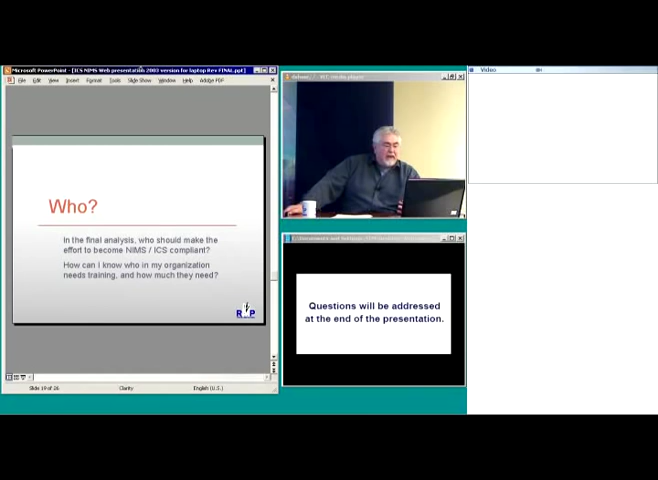 Microsoft PowerPoint - [ICS NIMS Web presentation 2003 version for laptop Rev FINAL.ppt]
File Edit View Insert Format Tools Slide Show Window Help Adobe PDF
Who?
In the final analysis, who should make the
effort to become NIMS / ICS compliant?
How can I know who in my organization
needs training, and how much they need?
Slide 19 of 26 Clarity English (U.S.)
Questions will be addressed
at the end of the presentation.
Video